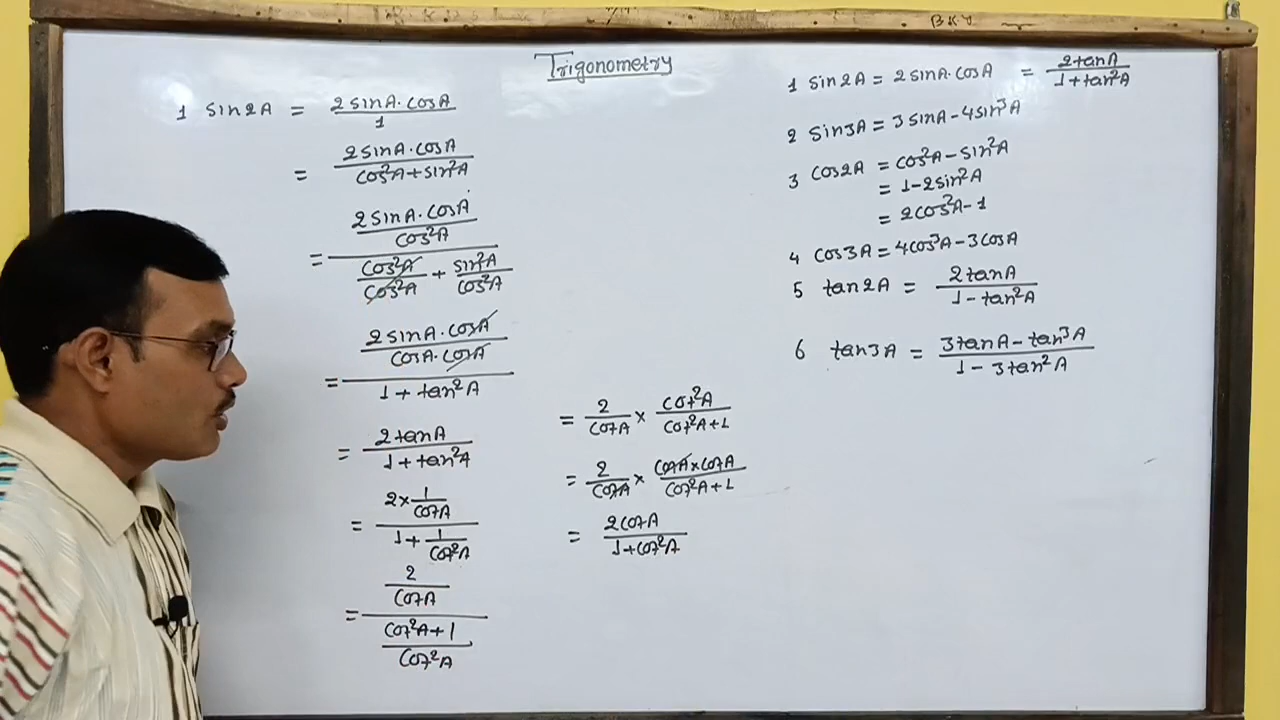 B.K.J.
Trigonometry
1 sin2A = 2sinA·cosA / 1
= 2sinA·cosA / cos²A+sin²A
= 2sinA·cosA / cos²A / cos²A / cos²A + sin²A / cos²A
= 2sinA·cosA / cosA·cosA / 1+tan²A
= 2tanA / 1+tan²A
= 2×1/cotA / 1+1/cot²A
= 2/cotA / cot²A+1 / cot²A
= 2/cotA × cot²A / cot²A+1
= 2/cotA × cotA×cotA / cot²A+1
= 2cotA / 1+cot²A
1 sin2A = 2sinA·cosA = 2tanA / 1+tan²A
2 sin3A = 3sinA-4sin³A
3 cos2A = cos²A-sin²A
= 1-2sin²A
= 2cos²A-1
4 cos3A = 4cos³A-3cosA
5 tan2A = 2tanA / 1-tan²A
6 tan3A = 3tanA-tan³A / 1-3tan²A